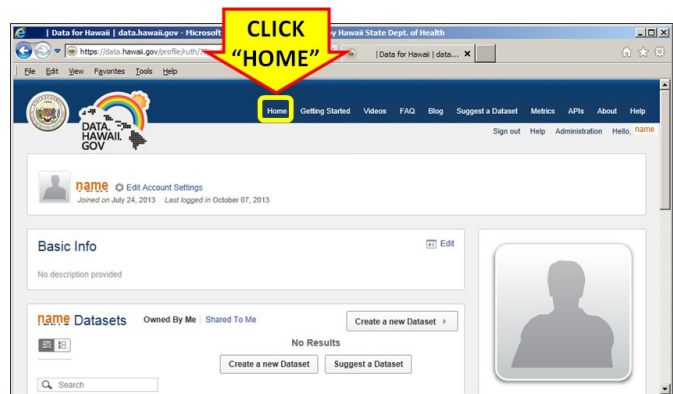 CLICK
“HOME”
| Data for Hawaii | data.hawaii.gov - Microsoft
by Hawaii State Dept. of Health
https://data.hawaii.gov/profile/ruth/
| Data for Hawaii | data...
File Edit View Favorites Tools Help
Home Getting Started Videos FAQ Blog Suggest a Dataset Metrics APIs About Help
DATA.
HAWAII.
GOV
Sign out Help Administration Hello, name
name Edit Account Settings
Joined on July 24, 2013 Last logged in October 07, 2013
Basic Info
Edit
No description provided
name Datasets Owned By Me Shared To Me
Create a new Dataset
No Results
Create a new Dataset Suggest a Dataset
Search